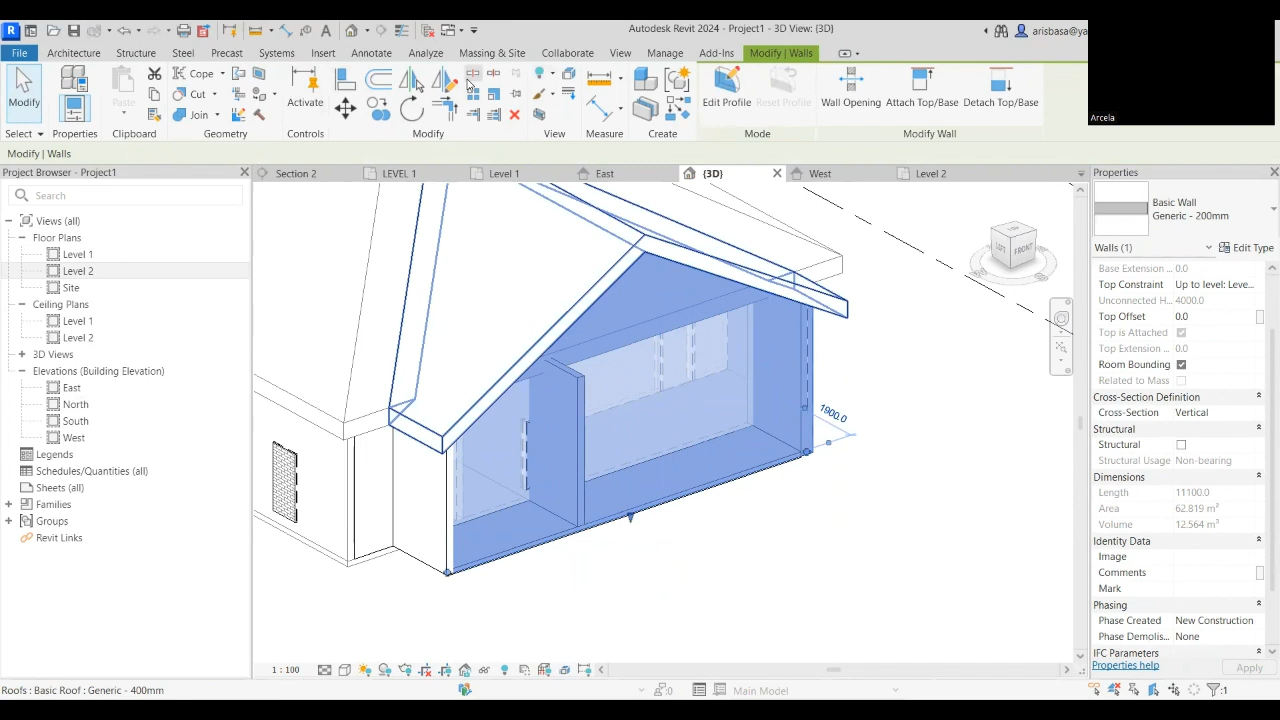 Autodesk Revit 2024 - Project1 - 3D View: {3D}
arisbasa@ya
File Architecture Structure Steel Precast Systems Insert Annotate Analyze Massing & Site Collaborate View Manage Add-Ins Modify | Walls
Modify Paste Cope Cut Join Activate Edit Profile Reset Profile Wall Opening Attach Top/Base Detach Top/Base
Select Properties Clipboard Geometry Controls Modify View Measure Create Mode Modify Wall
Arcela
Modify | Walls
Project Browser - Project1
Search
Views (all)
Floor Plans
Level 1
Level 2
Site
Ceiling Plans
Level 1
Level 2
3D Views
Elevations (Building Elevation)
East
North
South
West
Legends
Schedules/Quantities (all)
Sheets (all)
Families
Groups
Revit Links
Section 2 LEVEL 1 Level 1 East {3D} West Level 2
FRONT
1900.0
Properties
Basic Wall
Generic - 200mm
Walls (1) Edit Type
Base Extension ... 0.0
Top Constraint Up to level: Leve...
Unconnected H... 4000.0
Top Offset 0.0
Top is Attached
Top Extension ... 0.0
Room Bounding
Related to Mass
Cross-Section Definition
Cross-Section Vertical
Structural
Structural
Structural Usage Non-bearing
Dimensions
Length 11100.0
Area 62.819 m²
Volume 12.564 m³
Identity Data
Image
Comments
Mark
Phasing
Phase Created New Construction
Phase Demolis... None
IFC Parameters
Properties help Apply
1 : 100
Roofs : Basic Roof : Generic - 400mm
:0 Main Model :1